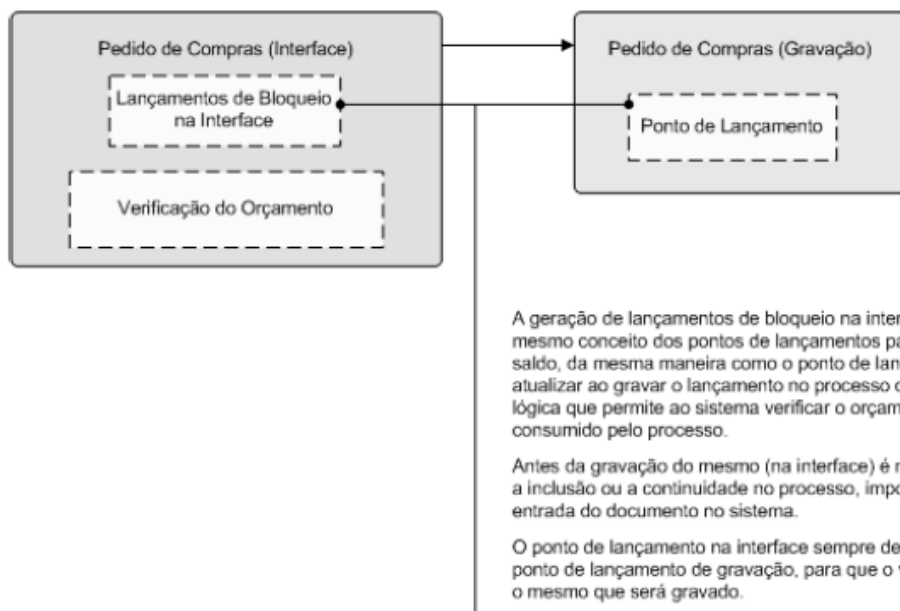 Pedido de Compras (Interface)
Lançamentos de Bloqueio
na Interface
Verificação do Orçamento
Pedido de Compras (Gravação)
Ponto de Lançamento
A geração de lançamentos de bloqueio na
mesmo conceito dos pontos de lançamentos
saldo, da mesma maneira como o ponto de
atualizar ao gravar o lançamento no processo
lógica que permite ao sistema verificar o
consumido pelo processo.
Antes da gravação do mesmo (na interface) é
a inclusão ou a continuidade no processo,
entrada do documento no sistema.
O ponto de lançamento na interface sempre
ponto de lançamento de gravação, para que o
o mesmo que será gravado.